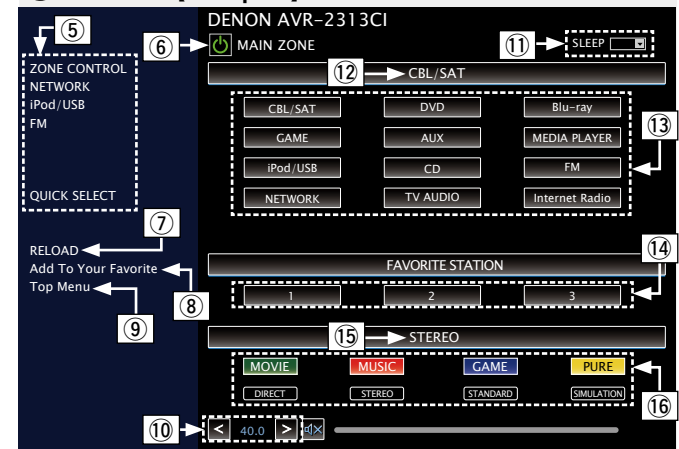 DENON AVR-2313CI
⑤
⑥
MAIN ZONE
⑪
SLEEP
ZONE CONTROL
NETWORK
iPod/USB
FM
QUICK SELECT
⑫
CBL/SAT
CBL/SAT DVD Blu-ray
GAME AUX MEDIA PLAYER
iPod/USB CD FM
NETWORK TV AUDIO Internet Radio
⑬
⑦
RELOAD
Add To Your Favorite
Top Menu
⑧
⑨
FAVORITE STATION
⑭
1 2 3
⑮
STEREO
MOVIE MUSIC GAME PURE
DIRECT STEREO STANDARD SIMULATION
⑯
⑩
< 40.0 >